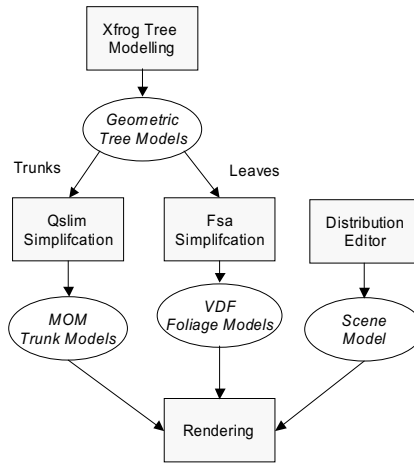 Xfrog Tree
Modelling
Geometric
Tree Models
Trunks
Leaves
Qslim
Simplifcation
Fsa
Simplifcation
Distribution
Editor
MOM
Trunk Models
VDF
Foliage Models
Scene
Model
Rendering